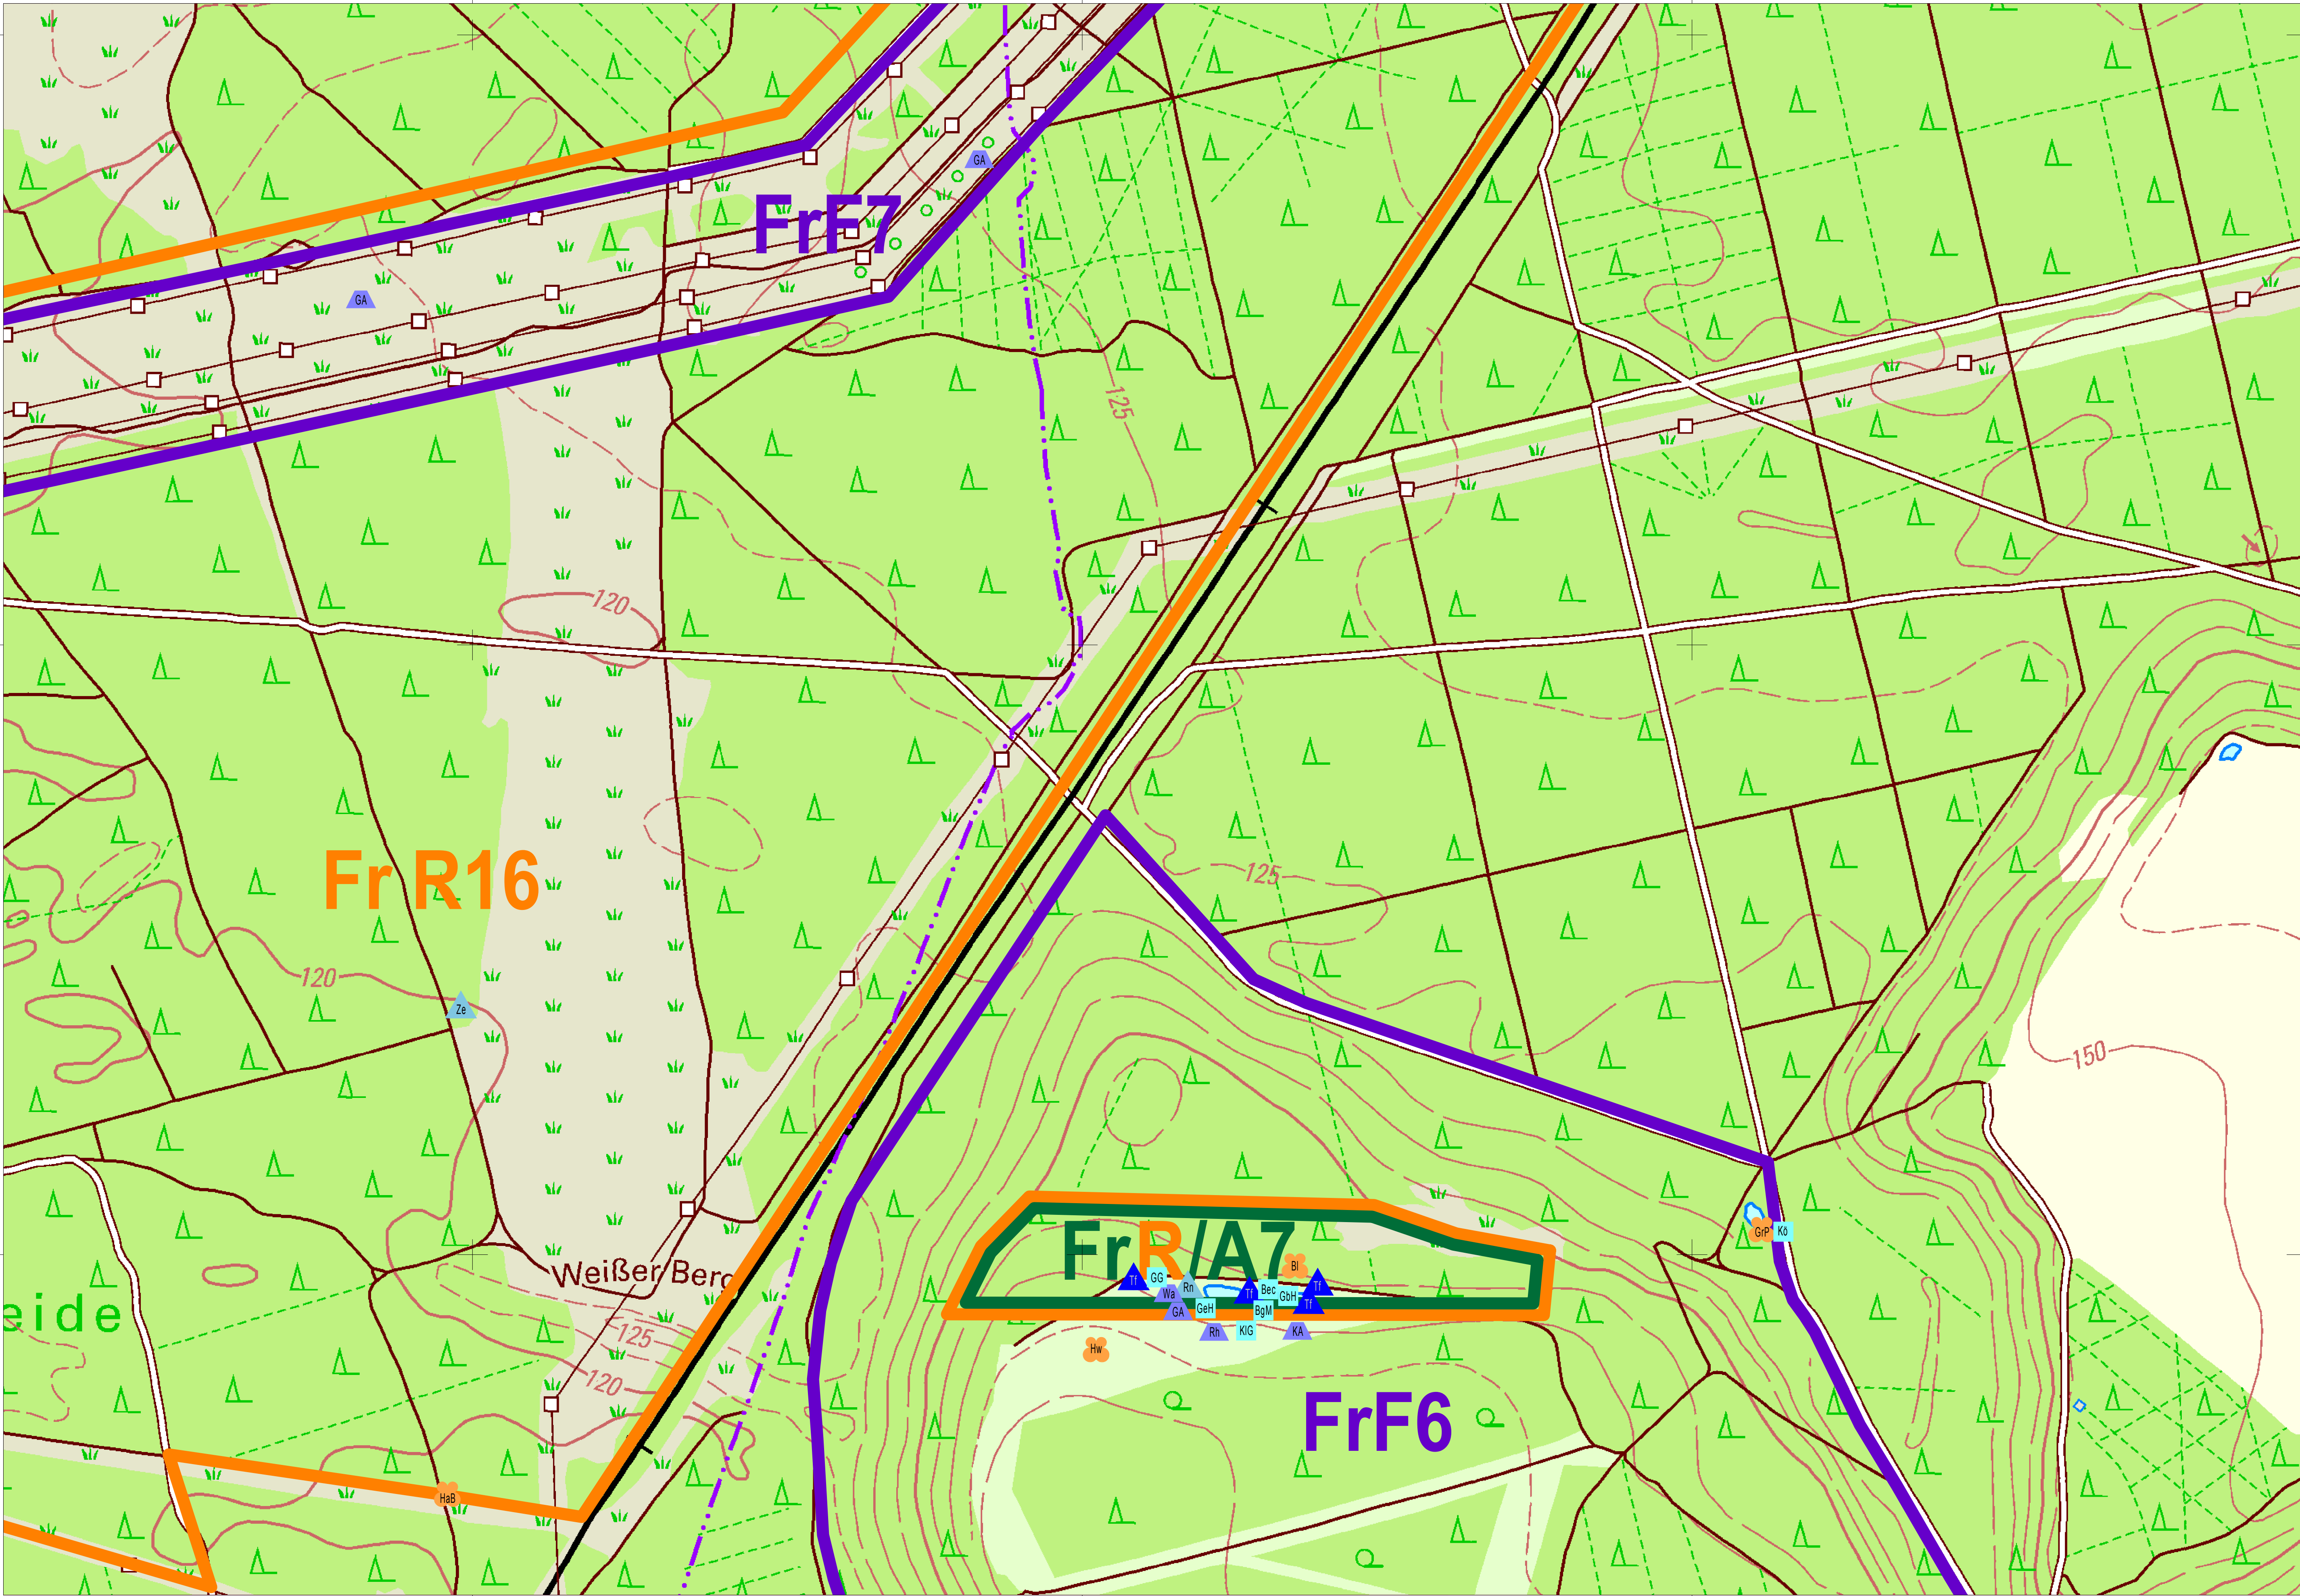 GA
FrF7
GA
125
120
Fr R16
125
120
Ze
150
FrR/A7
GrP
Kö
Bl
Weißer Berg
Tf
GG
Rn
Tf
Bec
Tf
Wa
GbH
eide
GA
GeH
BgM
Tf
125
Rh
KlG
KA
Hw
120
FrF6
HaB